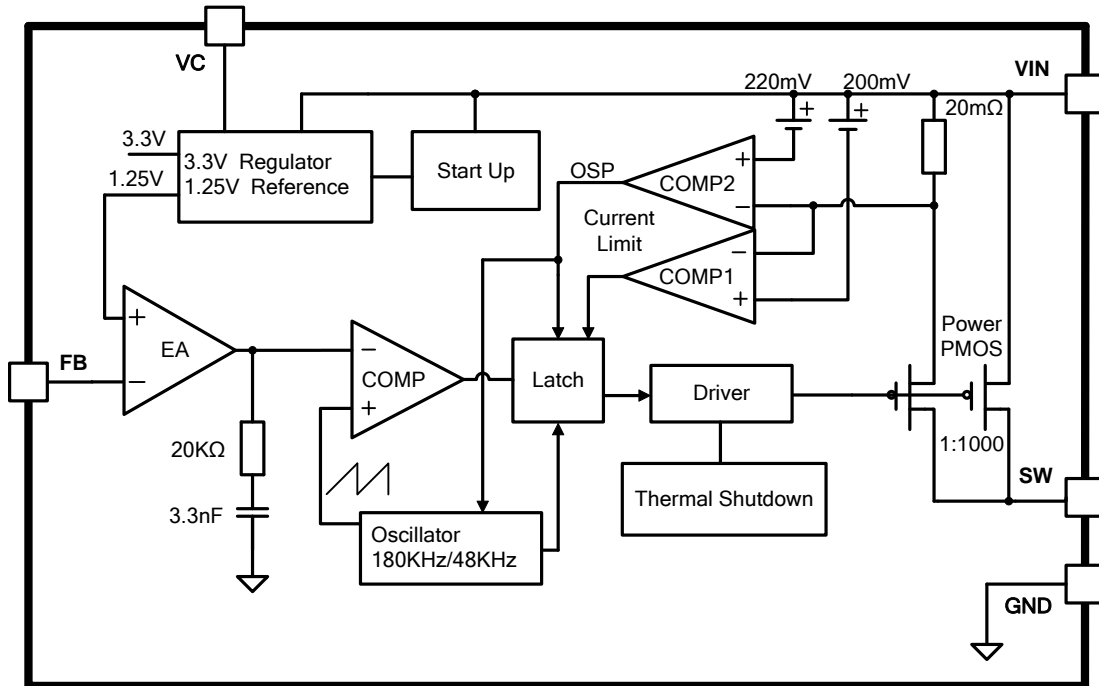 VC
VIN
220mV
200mV
20mΩ
3.3V
1.25V
3.3V Regulator
1.25V Reference
Start Up
OSP
COMP2
+
+
+
−
Current
Limit
COMP1
−
+
EA
+
−
FB
COMP
−
+
Latch
Driver
Power
PMOS
1:1000
20KΩ
3.3nF
Thermal Shutdown
SW
Oscillator
180KHz/48KHz
GND